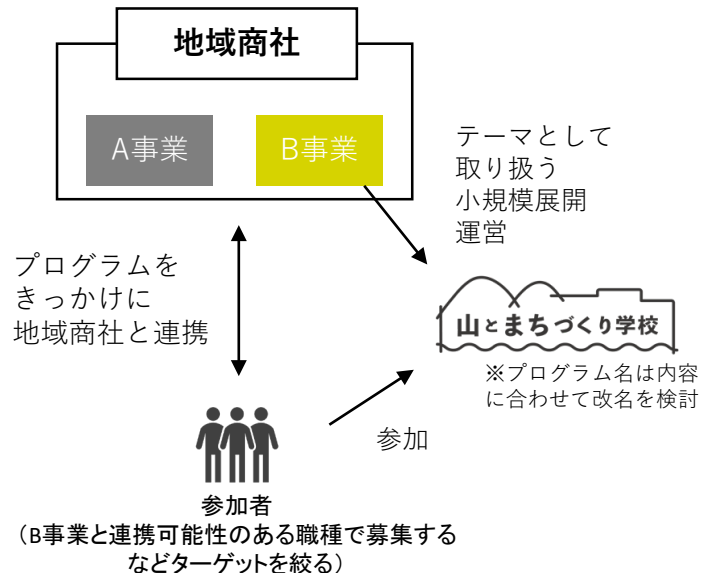 地域商社
A事業
B事業
テーマとして
取り扱う
小規模展開
運営
プログラムを
きっかけに
地域商社と連携
山とまちづくり学校
※プログラム名は内容
に合わせて改名を検討
参加
参加者
（B事業と連携可能性のある職種で募集する
などターゲットを絞る）